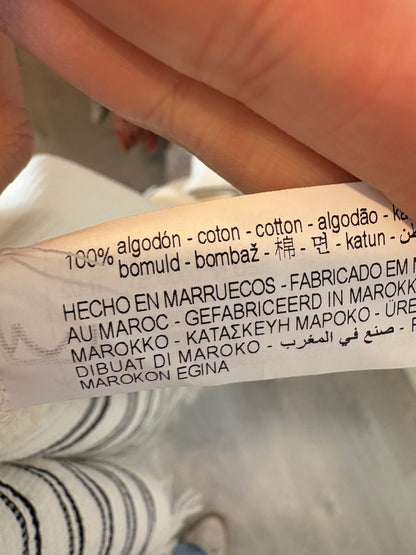 100% algodón - coton - cotton - algodão -
bomuld - bombaž - 棉 - 면 - katun -
HECHO EN MARRUECOS - FABRICADO EM
AU MAROC - GEFABRICEERD IN MAROKK
MAROKKO - ΚΑΤΑΣΚΕΥΗ ΜΑΡΟΚΟ - ÜRE
DIBUAT DI MAROKO - صنع في المغرب -
MAROKON EGINA